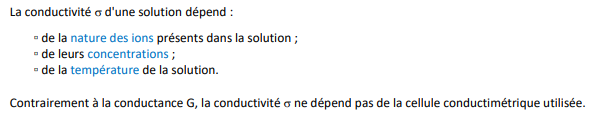 La conductivité σ d'une solution dépend :
▫ de la nature des ions présents dans la solution ;
▫ de leurs concentrations ;
▫ de la température de la solution.
Contrairement à la conductance G, la conductivité σ ne dépend pas de la cellule conductimétrique utilisée.